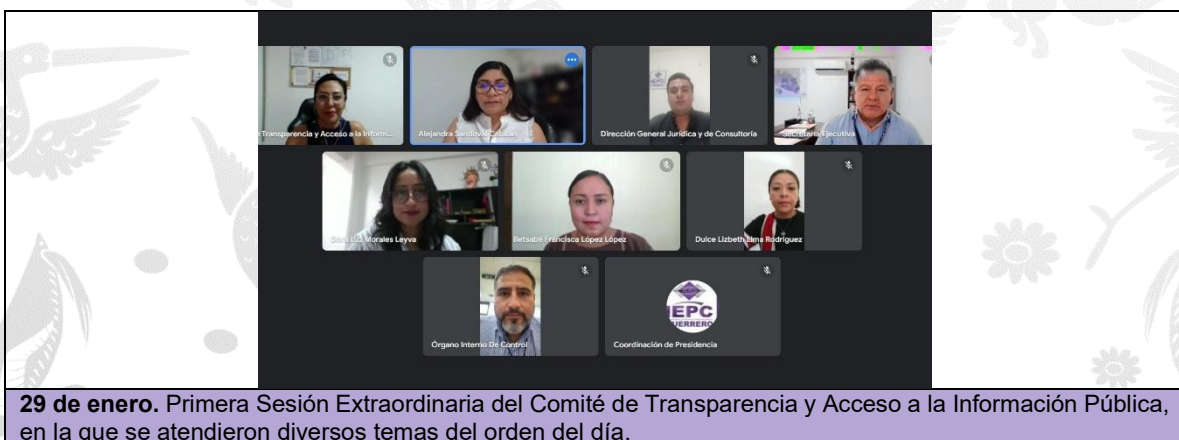 Transparencia y Acceso a la Inform...
Alejandra Sandoval Catalán
Dirección General Jurídica y de Consultoría
Secretaría Ejecutiva
Morales Leyva
Betsabé Francisca López López
Dulce Lizbeth Lima Rodríguez
Órgano Interno De Control
IEPC
GUERRERO
Coordinación de Presidencia
29 de enero. Primera Sesión Extraordinaria del Comité de Transparencia y Acceso a la Información Pública,
en la que se atendieron diversos temas del orden del día.